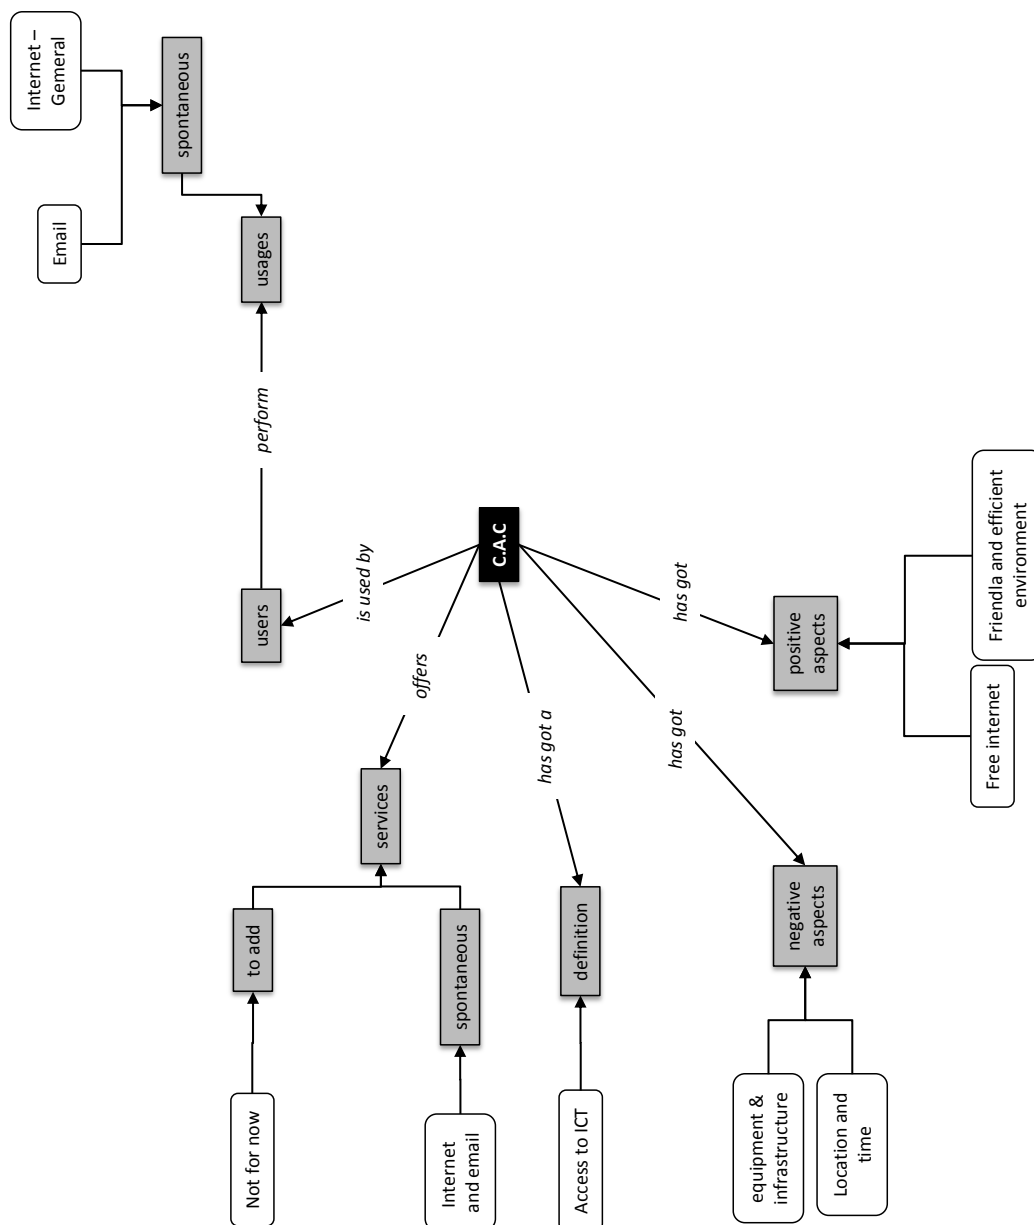 Not for now
to add
Internet
and email
spontaneous
services
offers
Access to ICT
definition
has got a
equipment &
infrastructure
Location and
time
negative
aspects
has got
C.A.C
is used by
users
perform
usages
spontaneous
Email
Internet –
Gemeral
has got
positive
aspects
Free internet
Friendla and efficient
environment